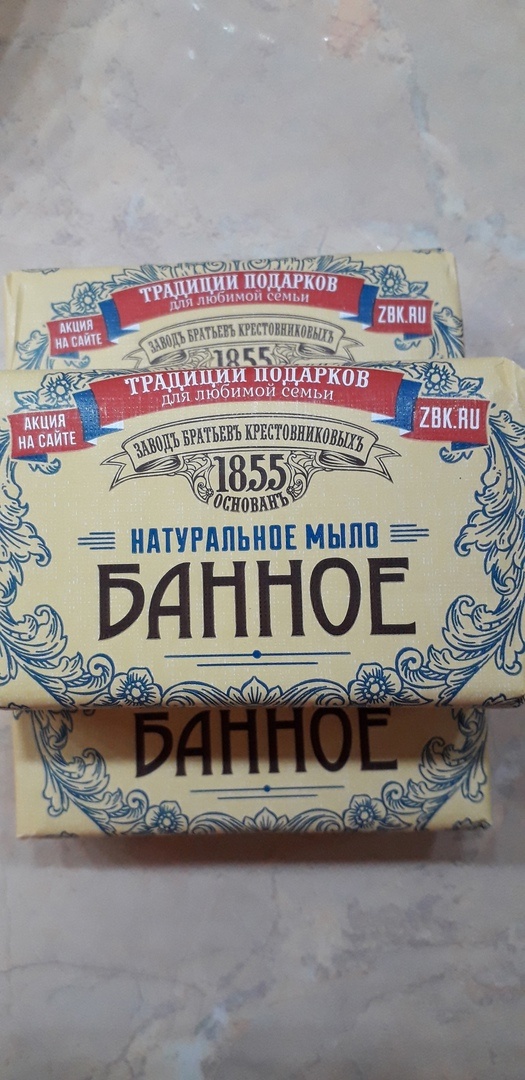 ТРАДИЦИИ ПОДАРКОВ
для любимой семьи
АКЦИЯ
НА САЙТЕ
ZBK.RU
ЗАВОДЪ БРАТЬЕВЪ КРЕСТОВНИКОВЫХЪ
1855
ТРАДИЦИИ ПОДАРКОВ
для любимой семьи
АКЦИЯ
НА САЙТЕ
ZBK.RU
ЗАВОДЪ БРАТЬЕВЪ КРЕСТОВНИКОВЫХЪ
1855
ОСНОВАНЪ
НАТУРАЛЬНОЕ МЫЛО
БАННОЕ
БАННОЕ